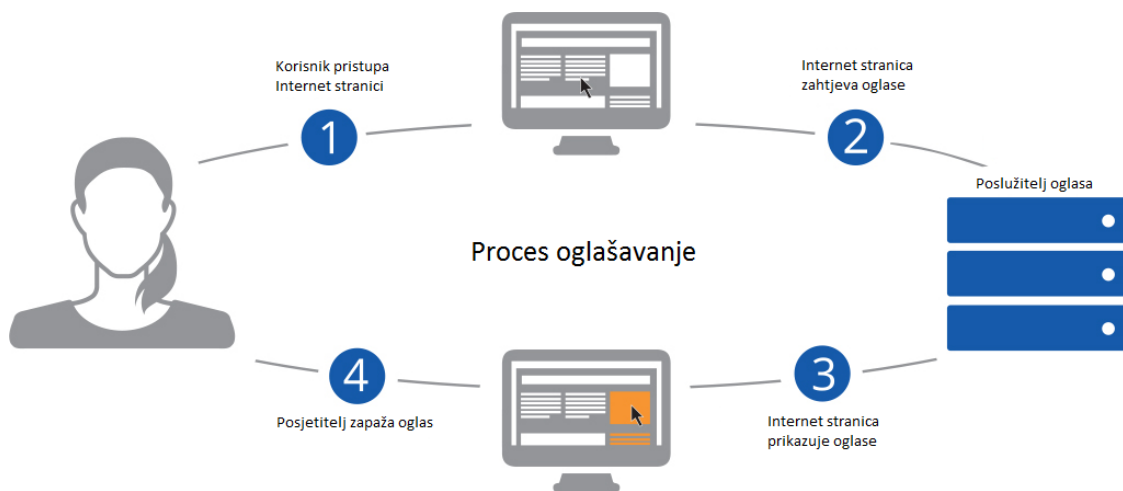 Korisnik pristupa
Internet stranici
1
Internet stranica
zahtjeva oglase
2
Poslužitelj oglasa
Proces oglašavanje
4
Posjetitelj zapaža oglas
3
Internet stranica
prikazuje oglase